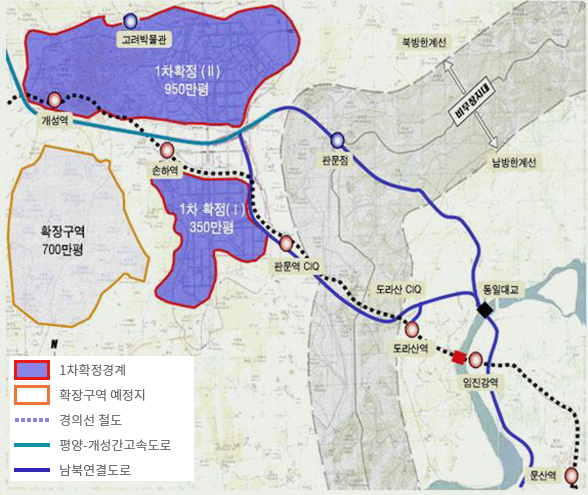 고려박물관
1차확정 (Ⅱ)
950만평
북방한계선
비무장지대
개성역
손하역
판문점
남방한계선
1차 확정(Ⅰ)
350만평
확장구역
700만평
판문역 CIQ
도라산 CIQ
통일대교
도라산역
임진강역
문산역
N
1차확정경계
확장구역 예정지
경의선 철도
평양-개성간고속도로
남북연결도로